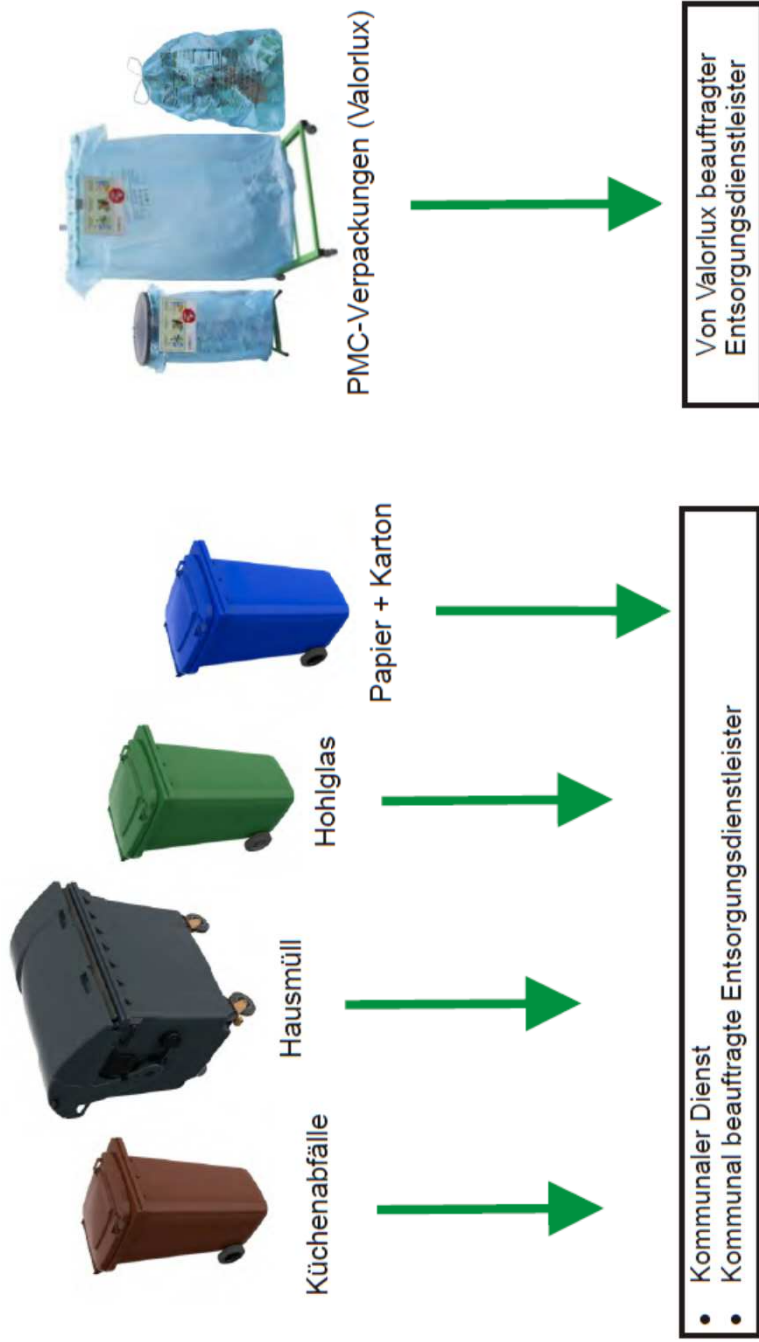 Küchenabfälle
Hausmüll
Hohlglas
Papier + Karton
PMC-Verpackungen (Valorlux)
• Kommunaler Dienst
• Kommunal beauftragte Entsorgungsdienstleister
Von Valorlux beauftragter
Entsorgungsdienstleister